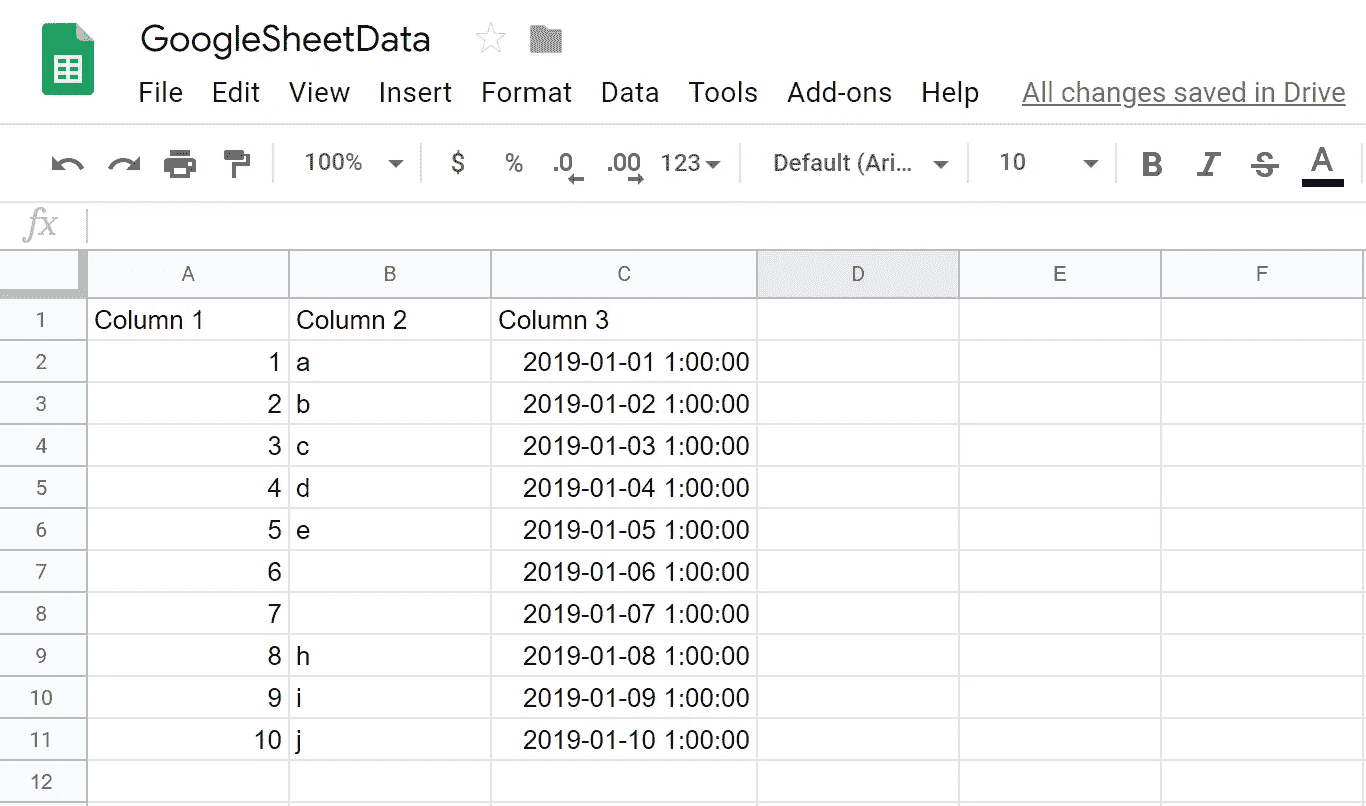 GoogleSheetData
File Edit View Insert Format Data Tools Add-ons Help All changes saved in Drive
100% $ % .0 .00 123 Default (Ari... 10 B I S A
fx
A B C D E F
1 Column 1 Column 2 Column 3
2 1 a 2019-01-01 1:00:00
3 2 b 2019-01-02 1:00:00
4 3 c 2019-01-03 1:00:00
5 4 d 2019-01-04 1:00:00
6 5 e 2019-01-05 1:00:00
7 6 2019-01-06 1:00:00
8 7 2019-01-07 1:00:00
9 8 h 2019-01-08 1:00:00
10 9 i 2019-01-09 1:00:00
11 10 j 2019-01-10 1:00:00
12